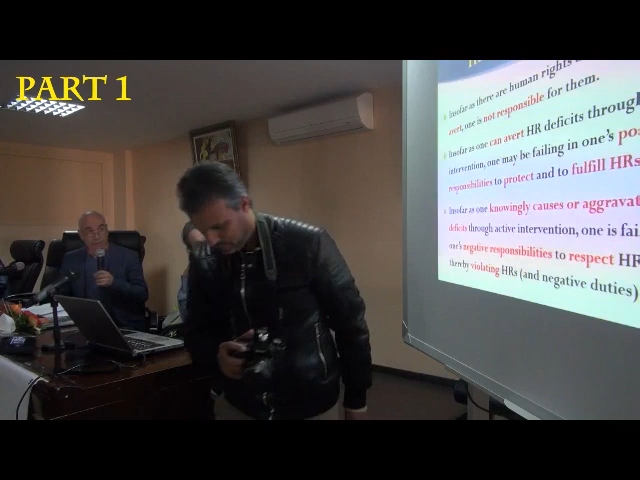 PART 1
Insofar as there are human rights
avert, one is not responsible for them.
Insofar as one can avert HR deficits through
intervention, one may be failing in one's
responsibilities to protect and to fulfill HRs
Insofar as one knowingly causes or
deficits through active intervention, one is
one's negative responsibilities to respect HR
thereby violating HRs (and negative duties)